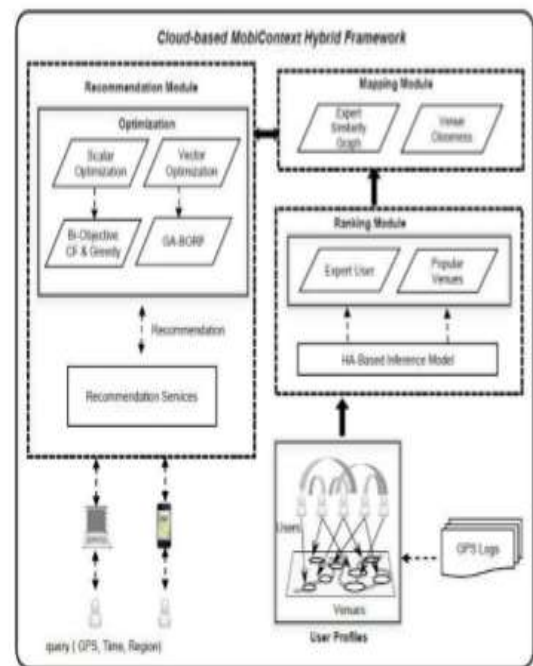 Cloud-based MobiContext Hybrid Framework
Recommendation Module
Optimization
Scalar
Optimization
Vector
Optimization
Bi-Objective
CF & Greedy
GA-BORF
Recommendation
Recommendation Services
Mapping Module
Expert
Similarity
Graph
Venue
Closeness
Ranking Module
Expert User
Popular
Venues
HA-Based Inference Model
Users
Venues
User Profiles
GPS Logs
query ( GPS, Time, Region)